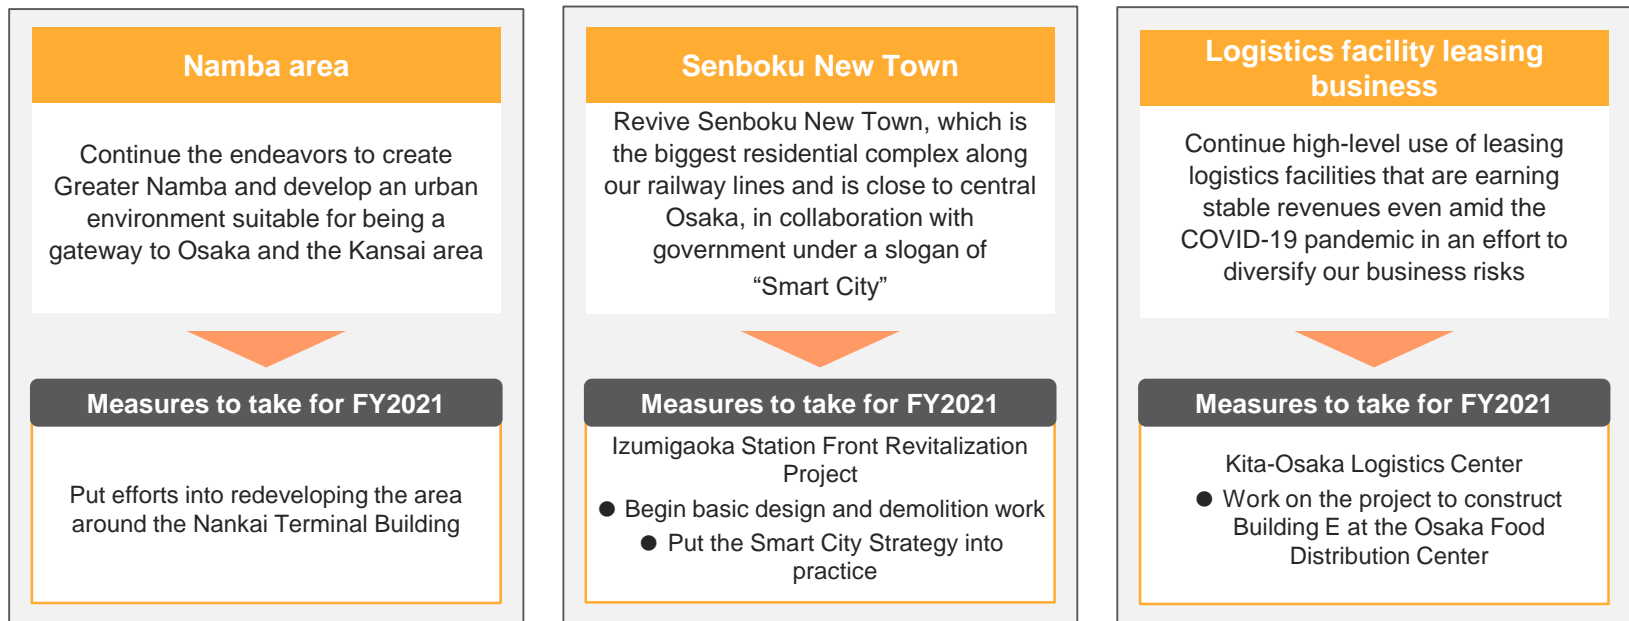 Namba area
Continue the endeavors to create
Greater Namba and develop an urban
environment suitable for being a
gateway to Osaka and the Kansai area
Measures to take for FY2021
Put efforts into redeveloping the area
around the Nankai Terminal Building
Senboku New Town
Revive Senboku New Town, which is
the biggest residential complex along
our railway lines and is close to central
Osaka, in collaboration with
government under a slogan of
“Smart City”
Measures to take for FY2021
Izumigaoka Station Front Revitalization
Project
● Begin basic design and demolition work
● Put the Smart City Strategy into
practice
Logistics facility leasing
business
Continue high-level use of leasing
logistics facilities that are earning
stable revenues even amid the
COVID-19 pandemic in an effort to
diversify our business risks
Measures to take for FY2021
Kita-Osaka Logistics Center
● Work on the project to construct
Building E at the Osaka Food
Distribution Center